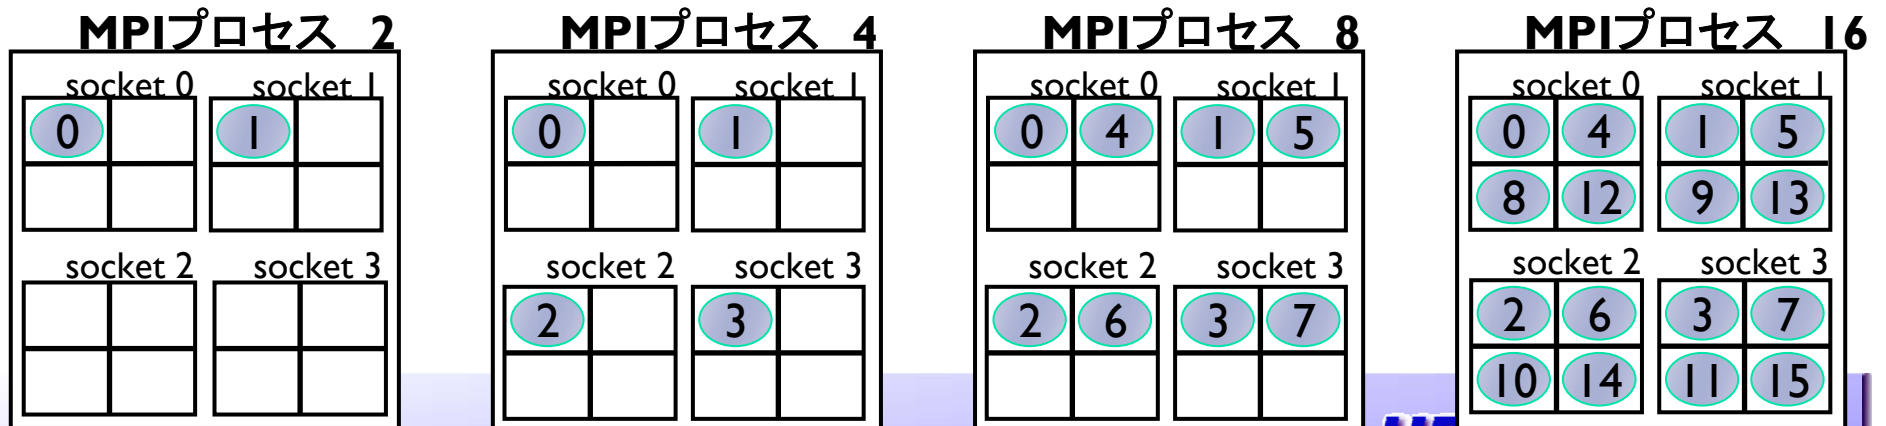 MPIプロセス 2
socket 0 socket 1
0 1
socket 2 socket 3
MPIプロセス 4
socket 0 socket 1
0 1
socket 2 socket 3
2 3
MPIプロセス 8
socket 0 socket 1
0 4 1 5
socket 2 socket 3
2 6 3 7
MPIプロセス 16
socket 0 socket 1
0 4 1 5
8 12 9 13
socket 2 socket 3
2 6 3 7
10 14 11 15